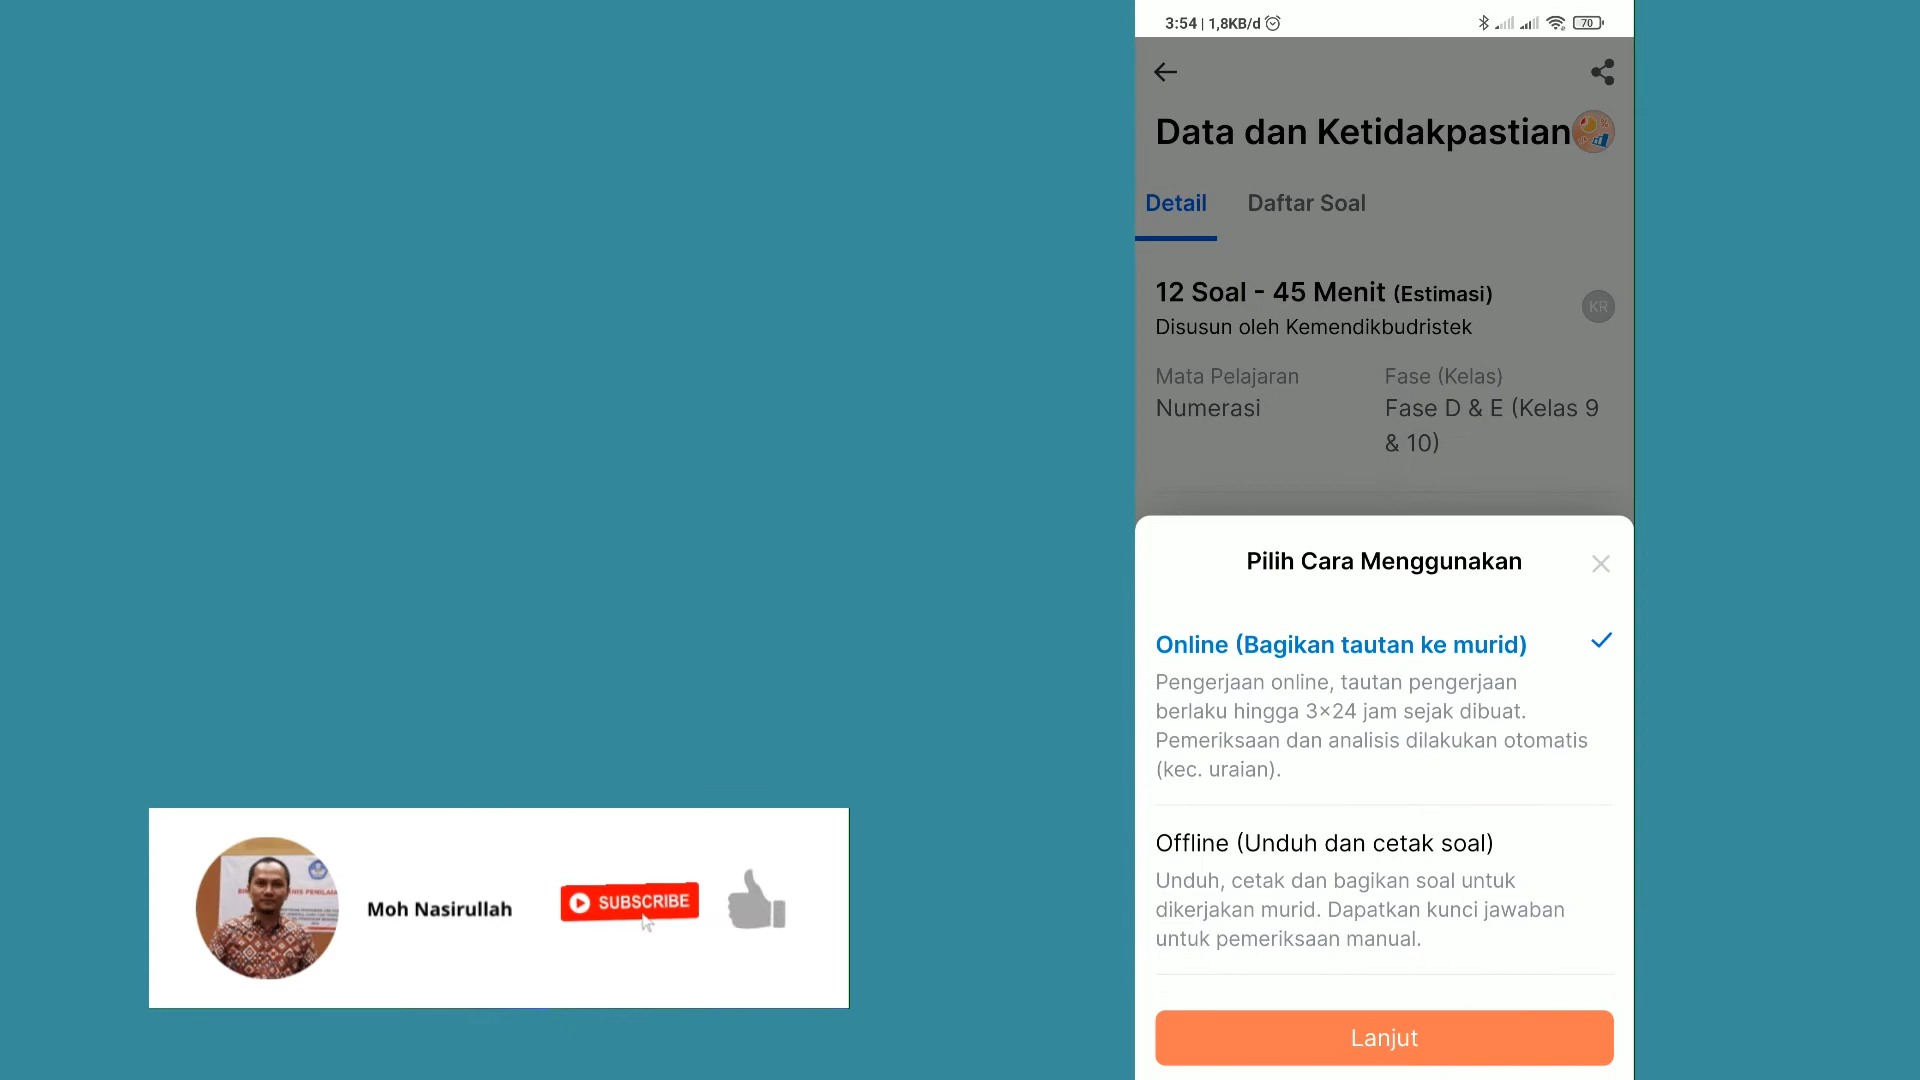 3:54 | 1,8KB/d
70
Data dan Ketidakpastian
Detail
Daftar Soal
12 Soal - 45 Menit (Estimasi)
KR
Disusun oleh Kemendikbudristek
Mata Pelajaran
Numerasi
Fase (Kelas)
Fase D & E (Kelas 9
& 10)
Pilih Cara Menggunakan
Online (Bagikan tautan ke murid)
Pengerjaan online, tautan pengerjaan
berlaku hingga 3×24 jam sejak dibuat.
Pemeriksaan dan analisis dilakukan otomatis
(kec. uraian).
Offline (Unduh dan cetak soal)
Unduh, cetak dan bagikan soal untuk
dikerjakan murid. Dapatkan kunci jawaban
untuk pemeriksaan manual.
Lanjut
Moh Nasirullah
SUBSCRIBE